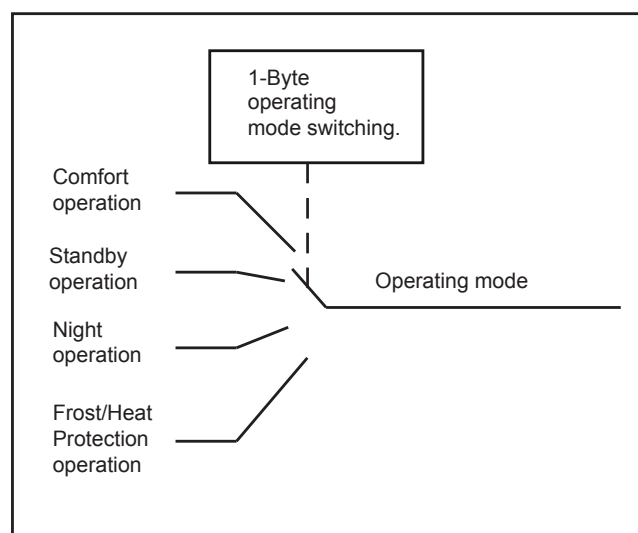 1-Byte
operating
mode switching.
Comfort
operation
Standby
operation
Operating mode
Night
operation
Frost/Heat
Protection
operation